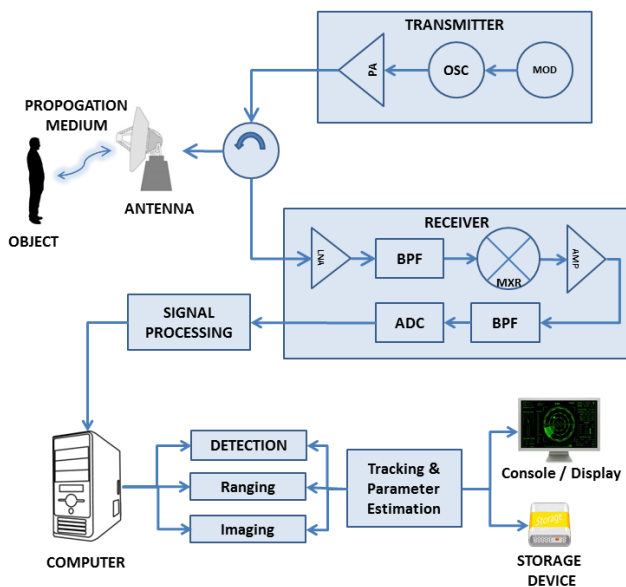 TRANSMITTER
PA
OSC
MOD
PROPOGATION
MEDIUM
ANTENNA
OBJECT
RECEIVER
LNA
BPF
MXR
AMP
SIGNAL
PROCESSING
ADC
BPF
DETECTION
Ranging
Imaging
Tracking &
Parameter
Estimation
Console / Display
Storage
COMPUTER
STORAGE
DEVICE